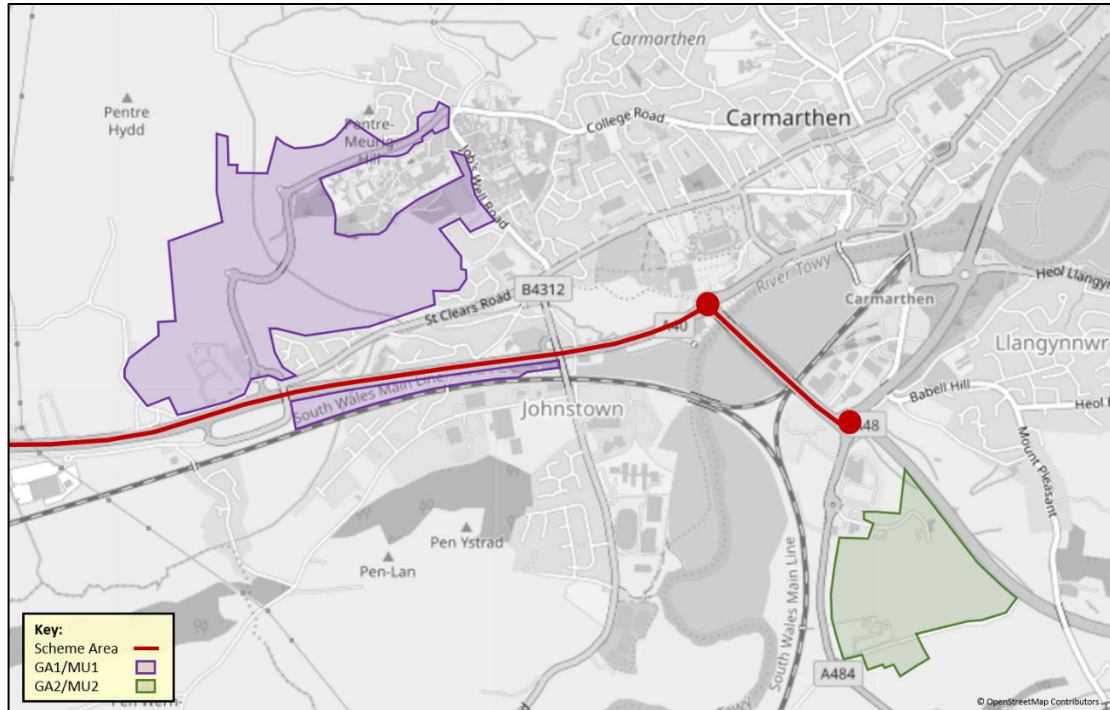 Carmarthen
Pentre
Hydd
Pentre-
Meurig
Hill
College Road
Carmarthen
Job's Well Road
B4312
St Clears Road
River Towy
Heol Llangyn
Carmarthen
A40
Llangynnwr
Babell Hill
Heol
South Wales Main Line
Johnstown
A48
Mount Pleasant
Pen Ystrad
Pen-Lan
South Wales Main Line
Towy
A484
Key:
Scheme Area
GA1/MU1
GA2/MU2
© OpenStreetMap Contributors